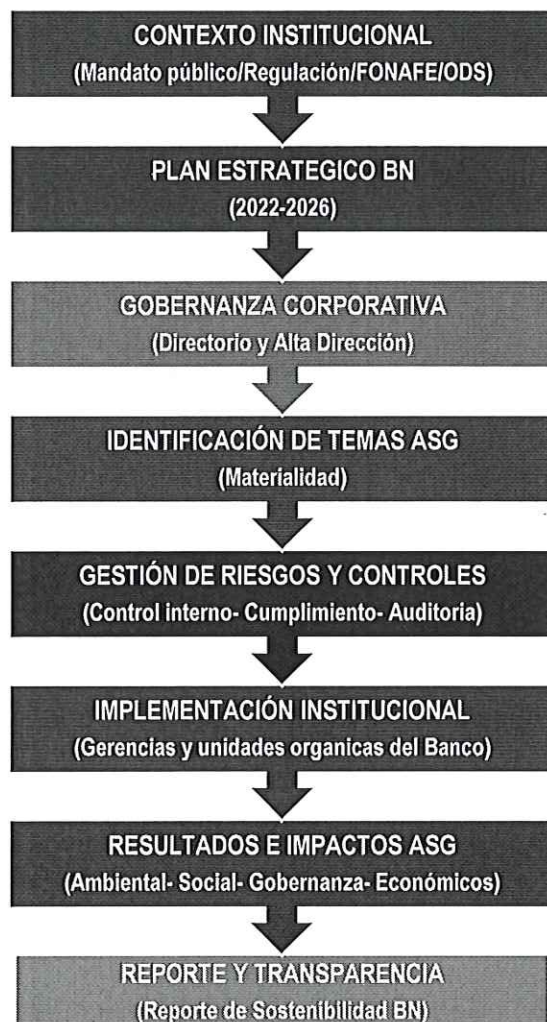 CONTEXTO INSTITUCIONAL
(Mandato público/Regulación/FONAFE/ODS)
PLAN ESTRATEGICO BN
(2022-2026)
GOBERNANZA CORPORATIVA
(Directorio y Alta Dirección)
IDENTIFICACIÓN DE TEMAS ASG
(Materialidad)
GESTIÓN DE RIESGOS Y CONTROLES
(Control interno- Cumplimiento- Auditoria)
IMPLEMENTACIÓN INSTITUCIONAL
(Gerencias y unidades organicas del Banco)
RESULTADOS E IMPACTOS ASG
(Ambiental- Social- Gobernanza- Económicos)
REPORTE Y TRANSPARENCIA
(Reporte de Sostenibilidad BN)